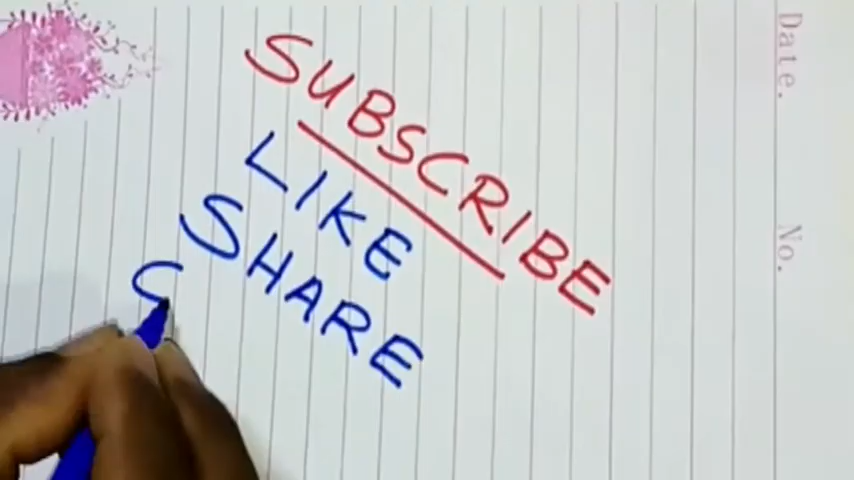 SUBSCRIBE
LIKE
SHARE
C
Date.
No.